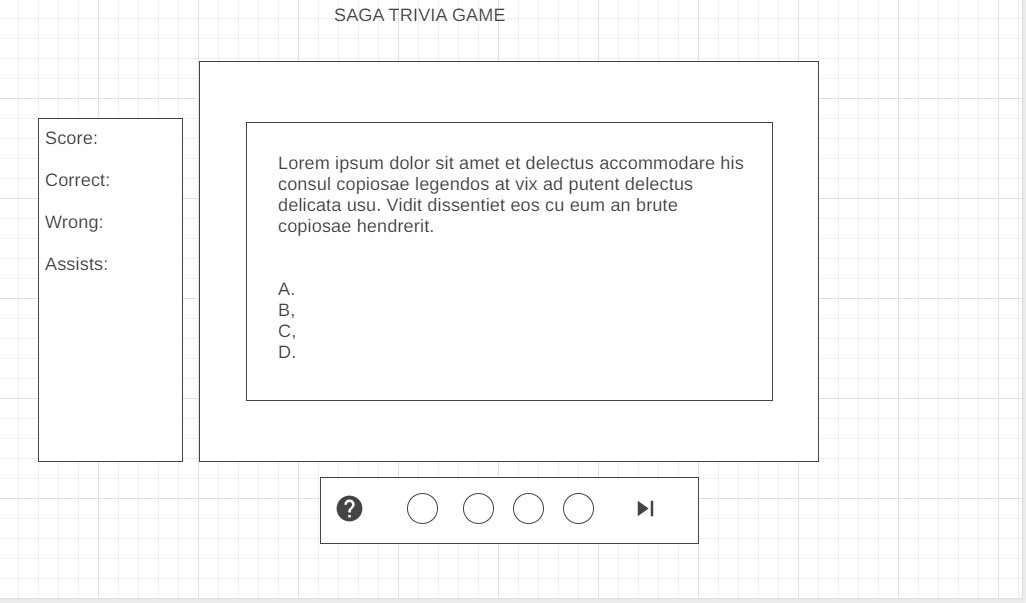 SAGA TRIVIA GAME
Score:
Correct:
Wrong:
Assists:
Lorem ipsum dolor sit amet et delectus accommodare his
consul copiosae legendos at vix ad putent delectus
delicata usu. Vidit dissentiet eos cu eum an brute
copiosae hendrerit.
A.
B,
C,
D.
?